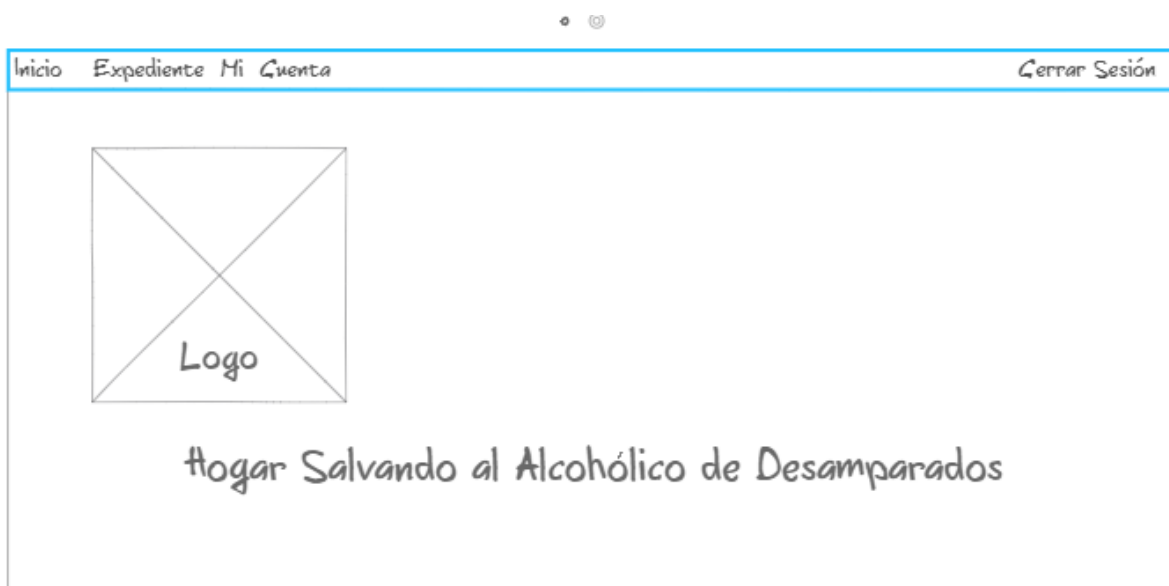 Inicio Expediente Mi Cuenta Cerrar Sesión
Logo
Hogar Salvando al Alcohólico de Desamparados